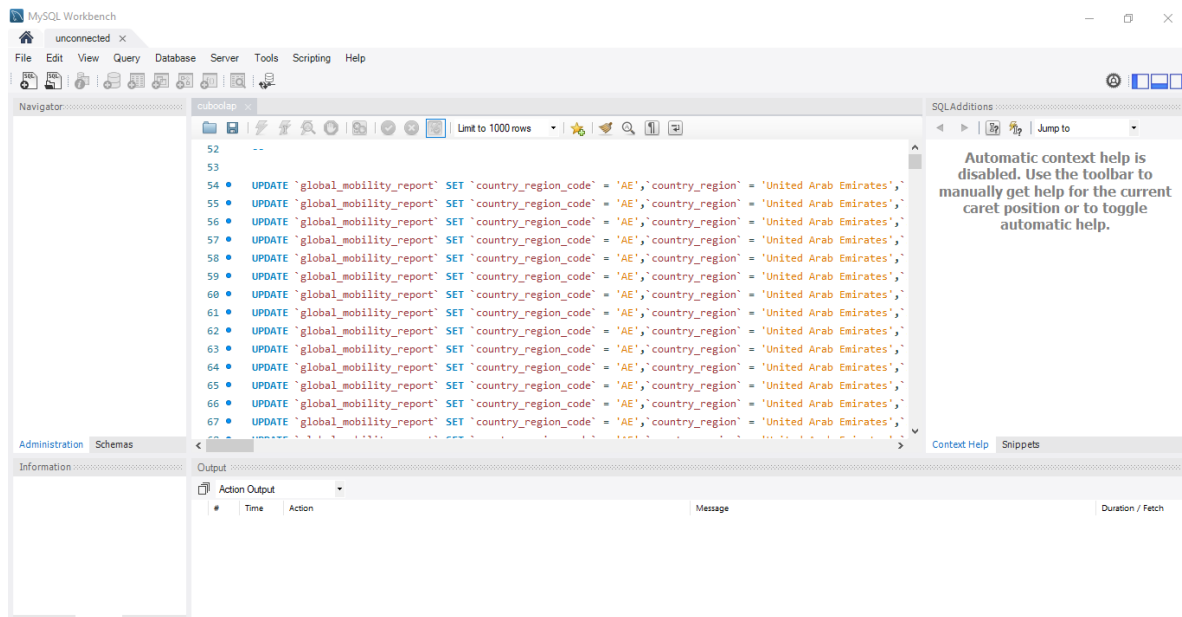 MySQL Workbench
unconnected ×
File Edit View Query Database Server Tools Scripting Help
Navigator
cuboolap ×
SQLAdditions
Limit to 1000 rows
Jump to
52 --
53
54 UPDATE `global_mobility_report` SET `country_region_code` = 'AE',`country_region` = 'United Arab Emirates',`
55 UPDATE `global_mobility_report` SET `country_region_code` = 'AE',`country_region` = 'United Arab Emirates',`
56 UPDATE `global_mobility_report` SET `country_region_code` = 'AE',`country_region` = 'United Arab Emirates',`
57 UPDATE `global_mobility_report` SET `country_region_code` = 'AE',`country_region` = 'United Arab Emirates',`
58 UPDATE `global_mobility_report` SET `country_region_code` = 'AE',`country_region` = 'United Arab Emirates',`
59 UPDATE `global_mobility_report` SET `country_region_code` = 'AE',`country_region` = 'United Arab Emirates',`
60 UPDATE `global_mobility_report` SET `country_region_code` = 'AE',`country_region` = 'United Arab Emirates',`
61 UPDATE `global_mobility_report` SET `country_region_code` = 'AE',`country_region` = 'United Arab Emirates',`
62 UPDATE `global_mobility_report` SET `country_region_code` = 'AE',`country_region` = 'United Arab Emirates',`
63 UPDATE `global_mobility_report` SET `country_region_code` = 'AE',`country_region` = 'United Arab Emirates',`
64 UPDATE `global_mobility_report` SET `country_region_code` = 'AE',`country_region` = 'United Arab Emirates',`
65 UPDATE `global_mobility_report` SET `country_region_code` = 'AE',`country_region` = 'United Arab Emirates',`
66 UPDATE `global_mobility_report` SET `country_region_code` = 'AE',`country_region` = 'United Arab Emirates',`
67 UPDATE `global_mobility_report` SET `country_region_code` = 'AE',`country_region` = 'United Arab Emirates',`
Automatic context help is
disabled. Use the toolbar to
manually get help for the current
caret position or to toggle
automatic help.
Administration Schemas
Context Help Snippets
Information
Output
Action Output
# Time Action Message Duration / Fetch